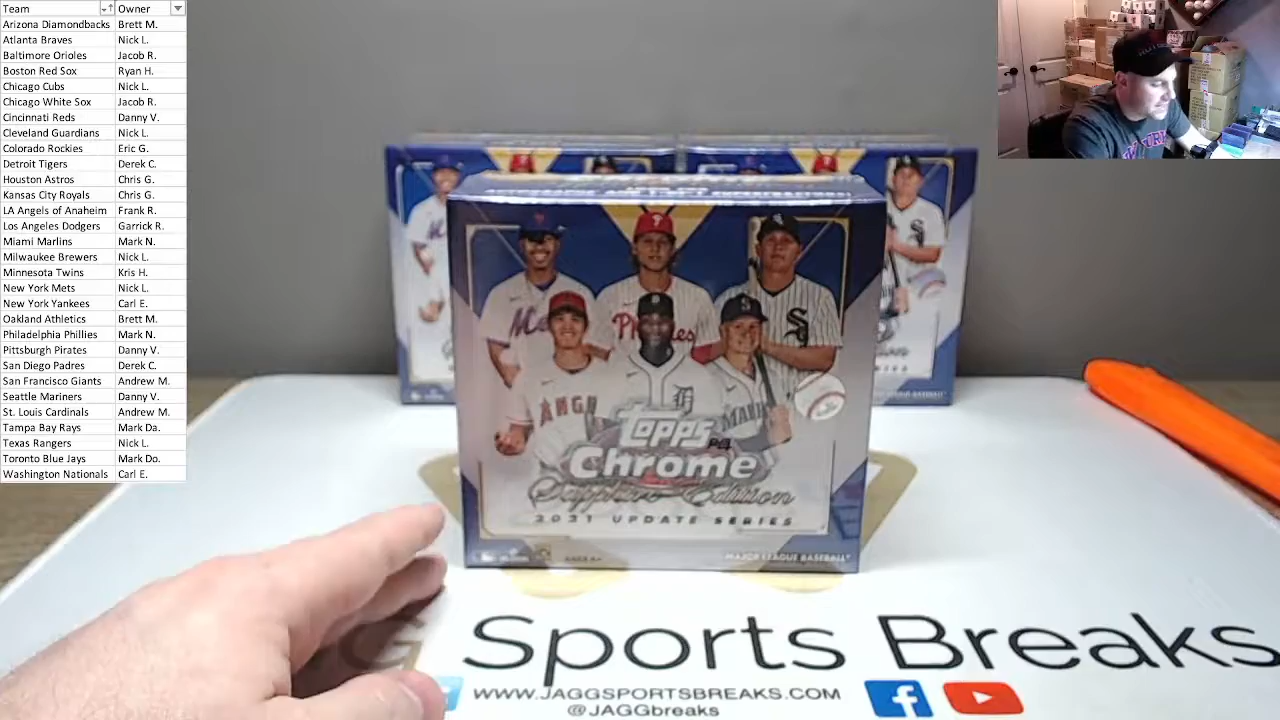 Team Owner
Arizona Diamondbacks Brett M.
Atlanta Braves Nick L.
Baltimore Orioles Jacob R.
Boston Red Sox Ryan H.
Chicago Cubs Nick L.
Chicago White Sox Jacob R.
Cincinnati Reds Danny V.
Cleveland Guardians Nick L.
Colorado Rockies Eric G.
Detroit Tigers Derek C.
Houston Astros Chris G.
Kansas City Royals Chris G.
LA Angels of Anaheim Frank R.
Los Angeles Dodgers Garrick R.
Miami Marlins Mark N.
Milwaukee Brewers Nick L.
Minnesota Twins Kris H.
New York Mets Nick L.
New York Yankees Carl E.
Oakland Athletics Brett M.
Philadelphia Phillies Mark N.
Pittsburgh Pirates Danny V.
San Diego Padres Derek C.
San Francisco Giants Andrew M.
Seattle Mariners Danny V.
St. Louis Cardinals Andrew M.
Tampa Bay Rays Mark Da.
Texas Rangers Nick L.
Toronto Blue Jays Mark Do.
Washington Nationals Carl E.
Phillies
Topps
Chrome
Sapphire Edition
2021 UPDATE SERIES
MAJOR LEAGUE BASEBALL
G Sports Breaks
WWW.JAGGSPORTSBREAKS.COM
@JAGGbreaks